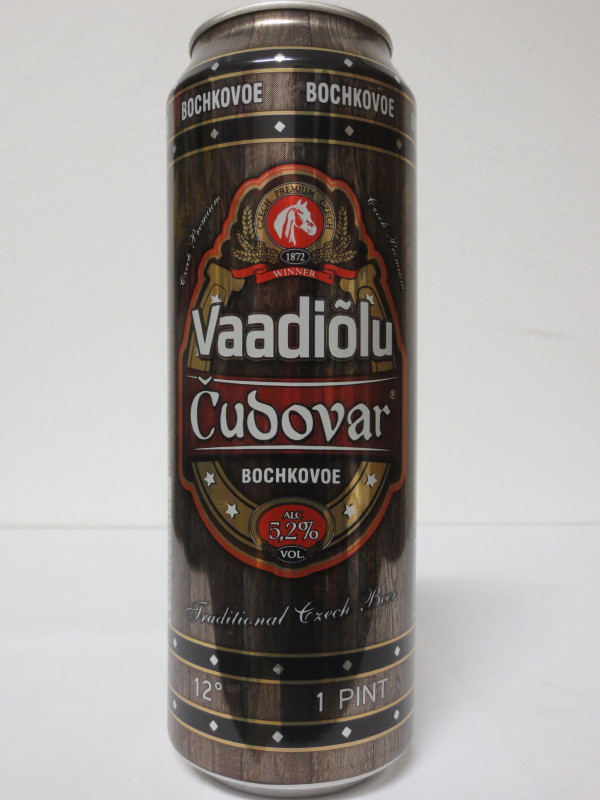 BOCHKOVOE BOCHKOVOE
CZECH PREMIUM CZECH
Czech Premium
Czech Premium
1872
WINNER
Vaadiõlu
Čudovar®
BOCHKOVOE
ALC.
5,2%
VOL.
Traditional Czech Beer
12° 1 PINT